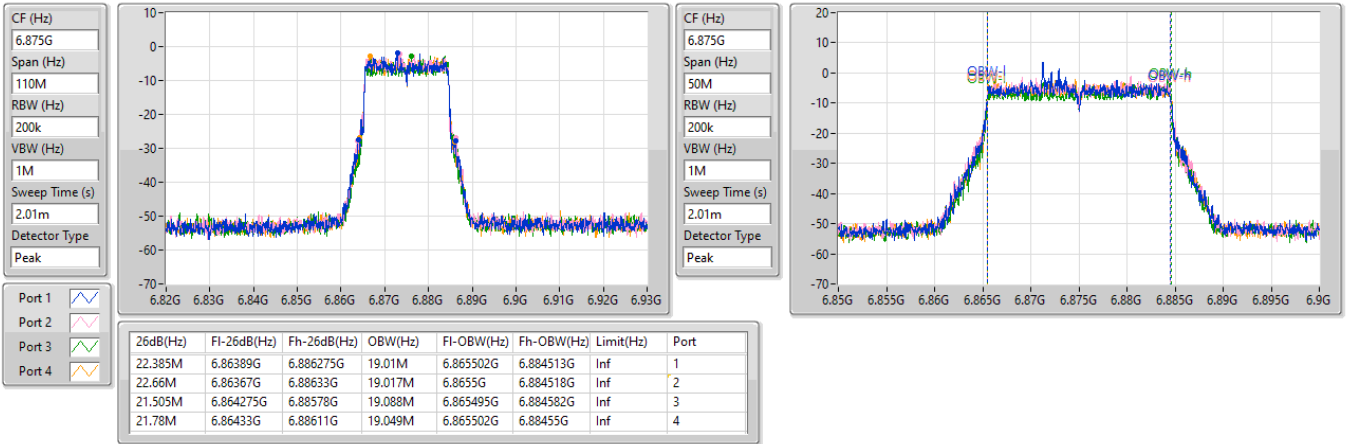 CF (Hz)
6.875G
Span (Hz)
110M
RBW (Hz)
200k
VBW (Hz)
1M
Sweep Time (s)
2.01m
Detector Type
Peak
10
0
-10
-20
-30
-40
-50
-60
-70
6.82G 6.83G 6.84G 6.85G 6.86G 6.87G 6.88G 6.89G 6.9G 6.91G 6.92G 6.93G
CF (Hz)
6.875G
Span (Hz)
50M
RBW (Hz)
200k
VBW (Hz)
1M
Sweep Time (s)
2.01m
Detector Type
Peak
20
10
0
-10
-20
-30
-40
-50
-60
-70
OBW-l
OBW-h
6.85G 6.855G 6.86G 6.865G 6.87G 6.875G 6.88G 6.885G 6.89G 6.895G 6.9G
Port 1
Port 2
Port 3
Port 4
26dB(Hz) Fl-26dB(Hz) Fh-26dB(Hz) OBW(Hz) Fl-OBW(Hz) Fh-OBW(Hz) Limit(Hz) Port
22.385M 6.86389G 6.886275G 19.01M 6.865502G 6.884513G Inf 1
22.66M 6.86367G 6.88633G 19.017M 6.8655G 6.884518G Inf 2
21.505M 6.864275G 6.88578G 19.088M 6.865495G 6.884582G Inf 3
21.78M 6.86433G 6.88611G 19.049M 6.865502G 6.88455G Inf 4